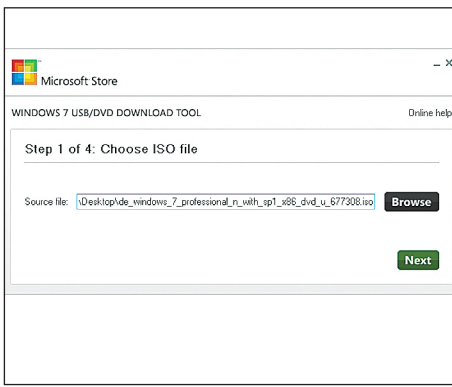 Microsoft Store
WINDOWS 7 USB/DVD DOWNLOAD TOOL
Online help
Step 1 of 4: Choose ISO file
Source file:
\Desktop\de_windows_7_professional_n_with_sp1_x86_dvd_u_677308.iso
Browse
Next